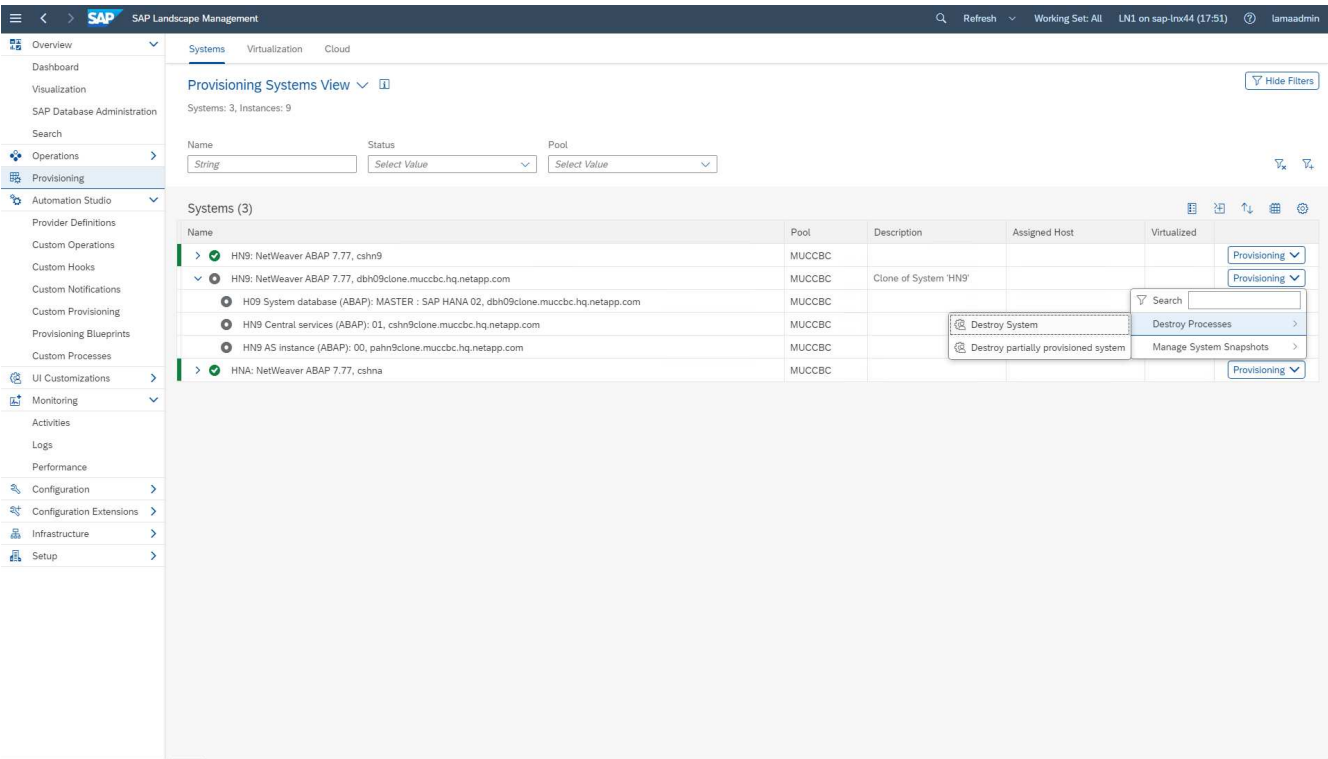 SAP SAP Landscape Management Refresh Working Set: All LN1 on sap-lnx44 (17:51) lamaadmin
Overview
Dashboard
Visualization
SAP Database Administration
Search
Operations
Provisioning
Automation Studio
Provider Definitions
Custom Operations
Custom Hooks
Custom Notifications
Custom Provisioning
Provisioning Blueprints
Custom Processes
UI Customizations
Monitoring
Activities
Logs
Performance
Configuration
Configuration Extensions
Infrastructure
Setup
Systems Virtualization Cloud
Provisioning Systems View
Hide Filters
Systems: 3, Instances: 9
Name Status Pool
String Select Value Select Value
Systems (3)
Name Pool Description Assigned Host Virtualized
HN9: NetWeaver ABAP 7.77, cshn9 MUCCBC Provisioning
HN9: NetWeaver ABAP 7.77, dbh09clone.muccbc.hq.netapp.com MUCCBC Clone of System 'HN9' Provisioning
H09 System database (ABAP): MASTER : SAP HANA 02, dbh09clone.muccbc.hq.netapp.com MUCCBC Search
HN9 Central services (ABAP): 01, cshn9clone.muccbc.hq.netapp.com MUCCBC Destroy System Destroy Processes
HN9 AS instance (ABAP): 00, pahn9clone.muccbc.hq.netapp.com MUCCBC Destroy partially provisioned system Manage System Snapshots
HNA: NetWeaver ABAP 7.77, cshna MUCCBC Provisioning